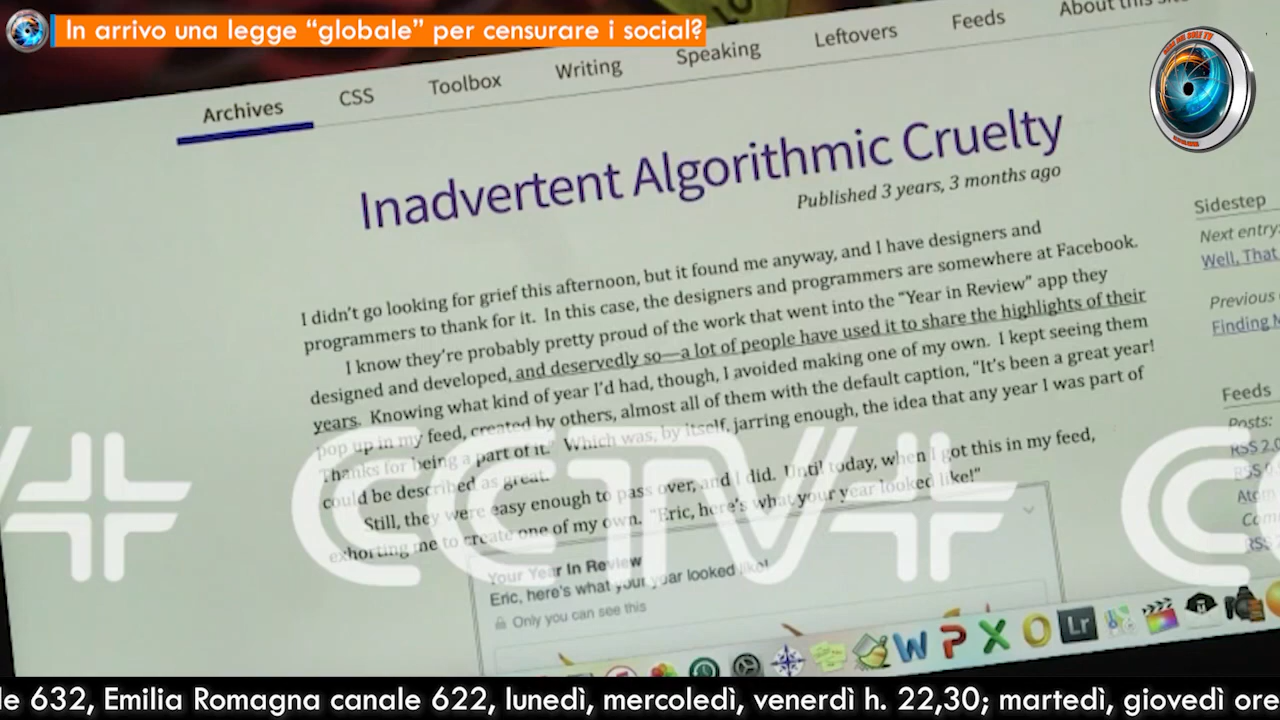 In arrivo una legge “globale” per censurare i social?
Archives CSS Toolbox Writing Speaking Leftovers Feeds About this site
Inadvertent Algorithmic Cruelty
Published 3 years, 3 months ago
I didn’t go looking for grief this afternoon, but it found me anyway, and I have designers and
programmers to thank for it. In this case, the designers and programmers are somewhere at Facebook.
I know they’re probably pretty proud of the work that went into the “Year in Review” app they
designed and developed, and deservedly so—a lot of people have used it to share the highlights of their
years. Knowing what kind of year I’d had, though, I avoided making one of my own. I kept seeing them
pop up in my feed, created by others, almost all of them with the default caption, “It’s been a great year!
Thanks for being a part of it.” Which was, by itself, jarring enough, the idea that any year I was part of
could be described as great.
Still, they were easy enough to pass over, and I did. Until today, when I got this in my feed,
exhorting me to create one of my own. “Eric, here’s what your year looked like!”
Your Year In Review
Eric, here’s what your year looked like!
Only you can see this
Sidestep
Next entry:
Well, That
Previous
Finding M
Feeds
Posts:
RSS 2.0
Atom
Com
RSS
CCTV+
W P X O Lr
le 632, Emilia Romagna canale 622, lunedì, mercoledì, venerdì h. 22,30; martedì, giovedì ore